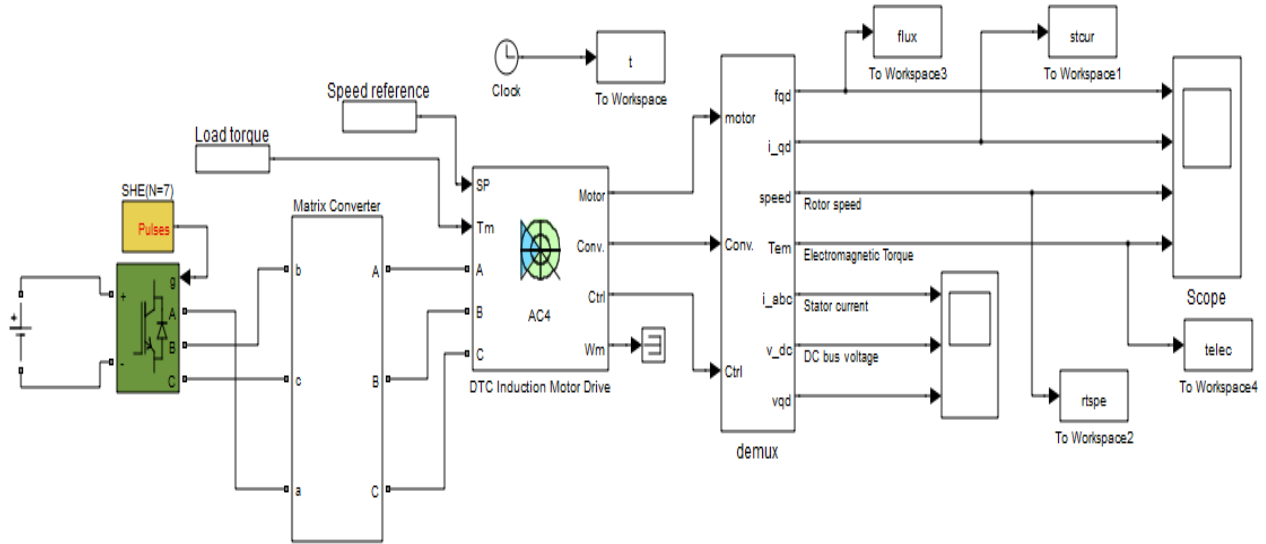 flux
To Workspace3
stcur
To Workspace1
t
To Workspace
Clock
Speed reference
Load torque
SHE(N=7)
Pulses
g
+
-
A
B
C
+
Matrix Converter
b
c
a
A
B
C
SP
Tm
A
B
C
Motor
Conv.
Ctrl
Wm
AC4
DTC Induction Motor Drive
motor
Conv.
Ctrl
fqd
i_qd
speed
Tem
i_abc
v_dc
vqd
demux
Rotor speed
Electromagnetic Torque
Stator current
DC bus voltage
Scope
telec
To Workspace4
rtspe
To Workspace2